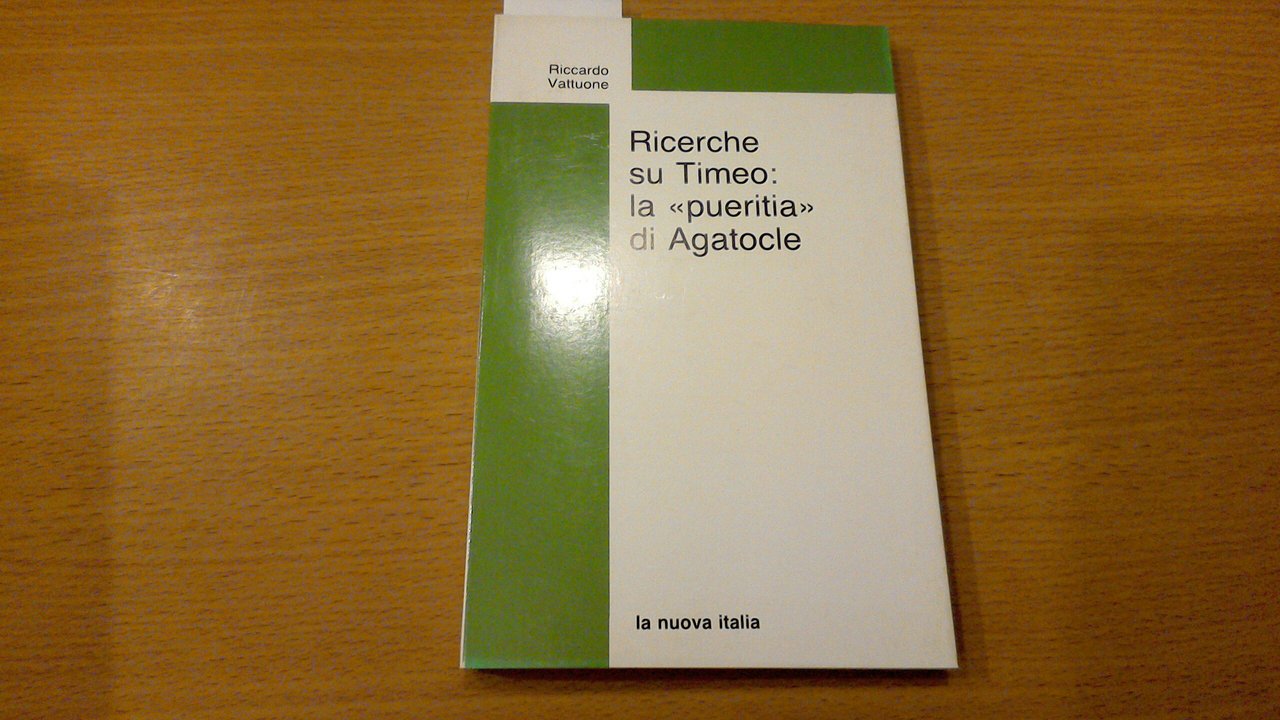 Riccardo
Vattuone
Ricerche
su Timeo:
la «pueritia»
di Agatocle
la nuova italia